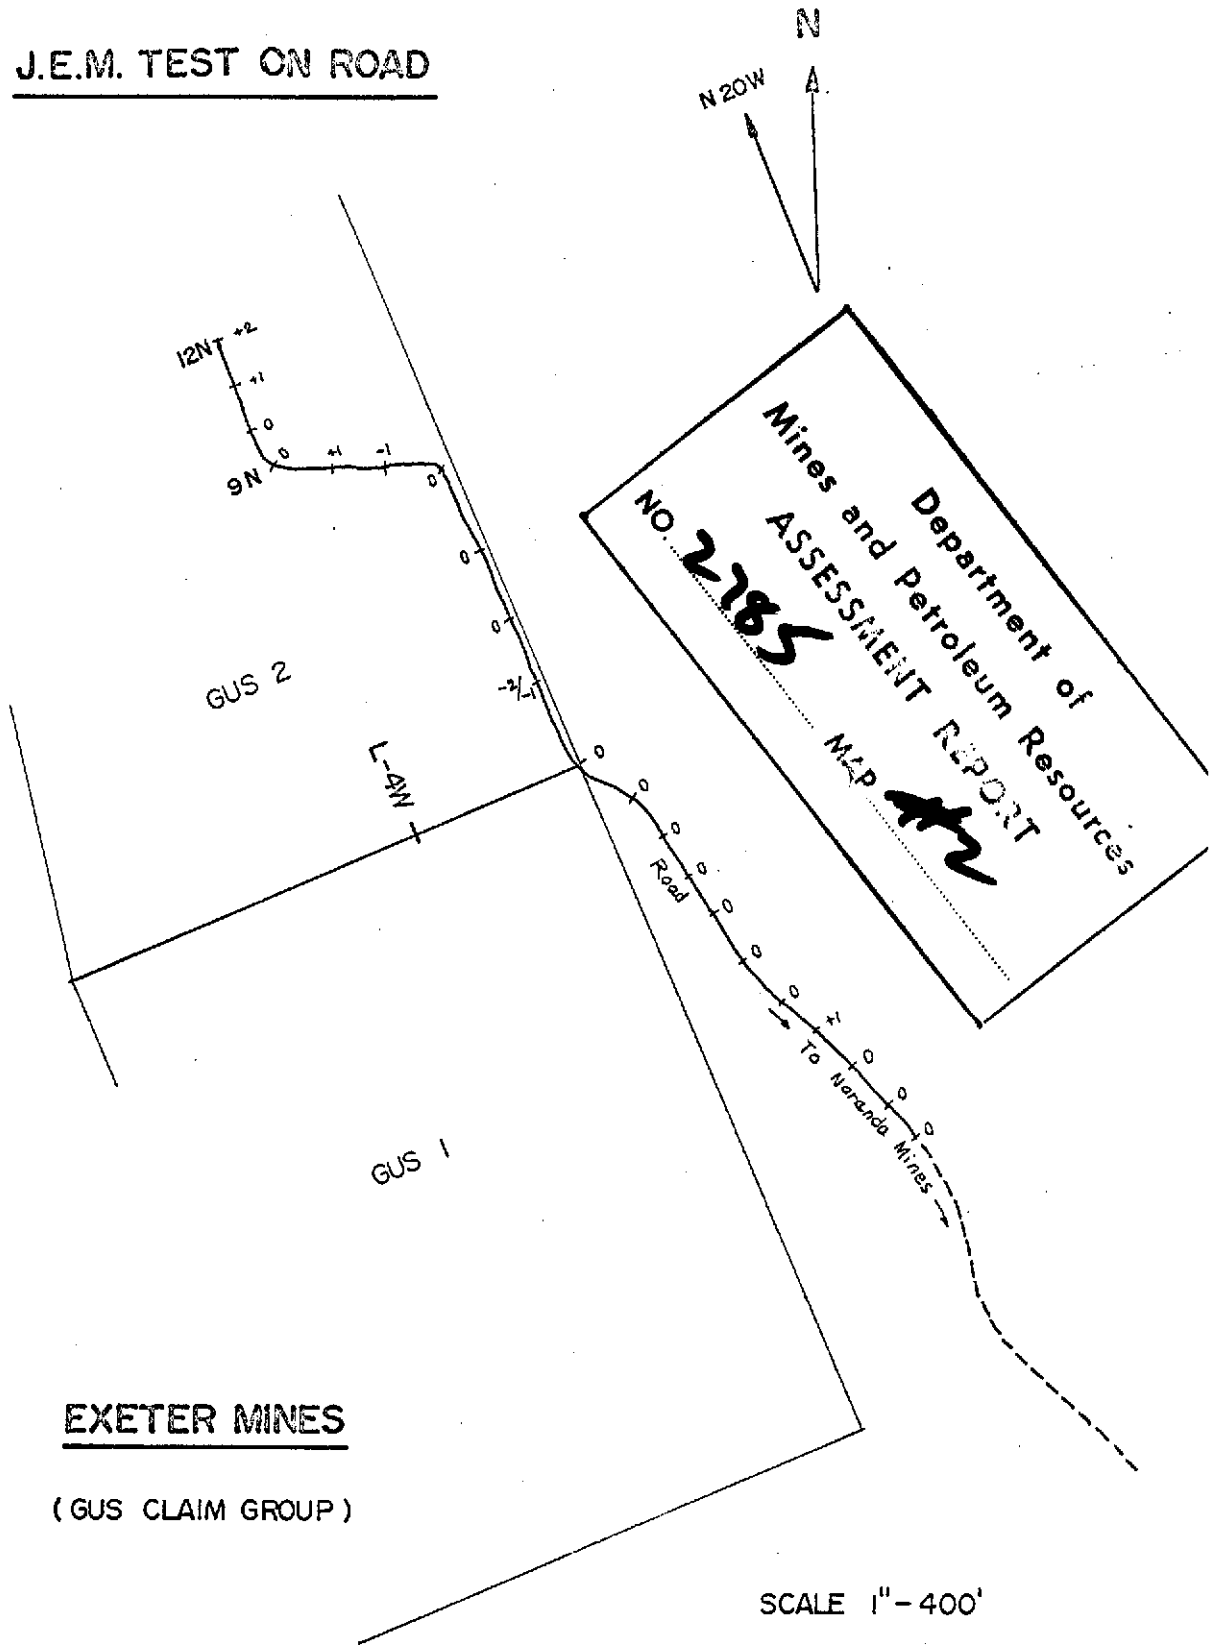 J.E.M. TEST ON ROAD
N
N 20W
12N
+2
+1
0
9N
0
+1
-1
0
0
0
-2/-1
GUS 2
L-4W
0
0
0
0
0
0
0
+1
0
0
0
Road
→ To Noranda Mines →
GUS 1
Department of
Mines and Petroleum Resources
ASSESSMENT REPORT
NO. 2785 MAP #2
EXETER MINES
(GUS CLAIM GROUP)
SCALE 1"-400'